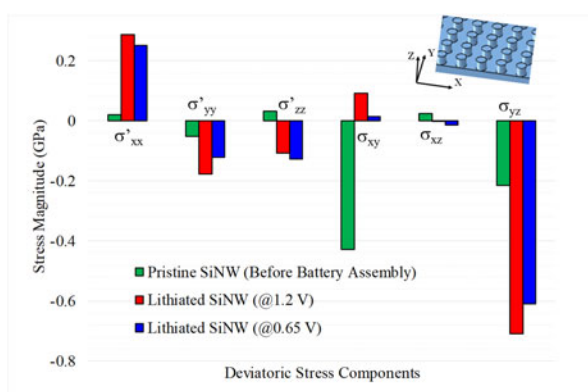 Z
Y
X
0.2
σ'yy
σ'zz
σyz
0
σ'xx
σxy
σxz
-0.2
-0.4
-0.6
-0.8
Stress Magnitude (GPa)
Pristine SiNW (Before Battery Assembly)
Lithiated SiNW (@1.2 V)
Lithiated SiNW (@0.65 V)
Deviatoric Stress Components